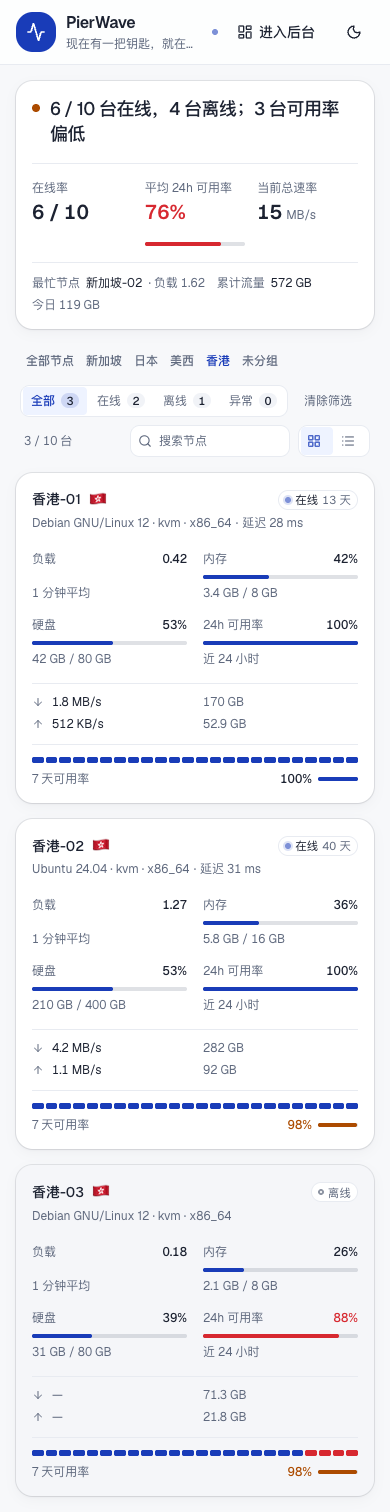 PierWave
现在有一把钥匙，就在…
进入后台
6 / 10 台在线，4 台离线；3 台可用率
偏低
在线率
平均 24h 可用率
当前总速率
6 / 10
76%
15 MB/s
最忙节点 新加坡-02 · 负载 1.62 累计流量 572 GB
今日 119 GB
全部节点 新加坡 日本 美西 香港 未分组
全部 3 在线 2 离线 1 异常 0 清除筛选
3 / 10 台
搜索节点
香港-01
在线 13 天
Debian GNU/Linux 12 · kvm · x86_64 · 延迟 28 ms
负载 0.42 内存 42%
1 分钟平均 3.4 GB / 8 GB
硬盘 53% 24h 可用率 100%
42 GB / 80 GB 近 24 小时
↓ 1.8 MB/s 170 GB
↑ 512 KB/s 52.9 GB
7 天可用率 100%
香港-02
在线 40 天
Ubuntu 24.04 · kvm · x86_64 · 延迟 31 ms
负载 1.27 内存 36%
1 分钟平均 5.8 GB / 16 GB
硬盘 53% 24h 可用率 100%
210 GB / 400 GB 近 24 小时
↓ 4.2 MB/s 282 GB
↑ 1.1 MB/s 92 GB
7 天可用率 98%
香港-03
离线
Debian GNU/Linux 12 · kvm · x86_64
负载 0.18 内存 26%
1 分钟平均 2.1 GB / 8 GB
硬盘 39% 24h 可用率 88%
31 GB / 80 GB 近 24 小时
↓ — 71.3 GB
↑ — 21.8 GB
7 天可用率 98%